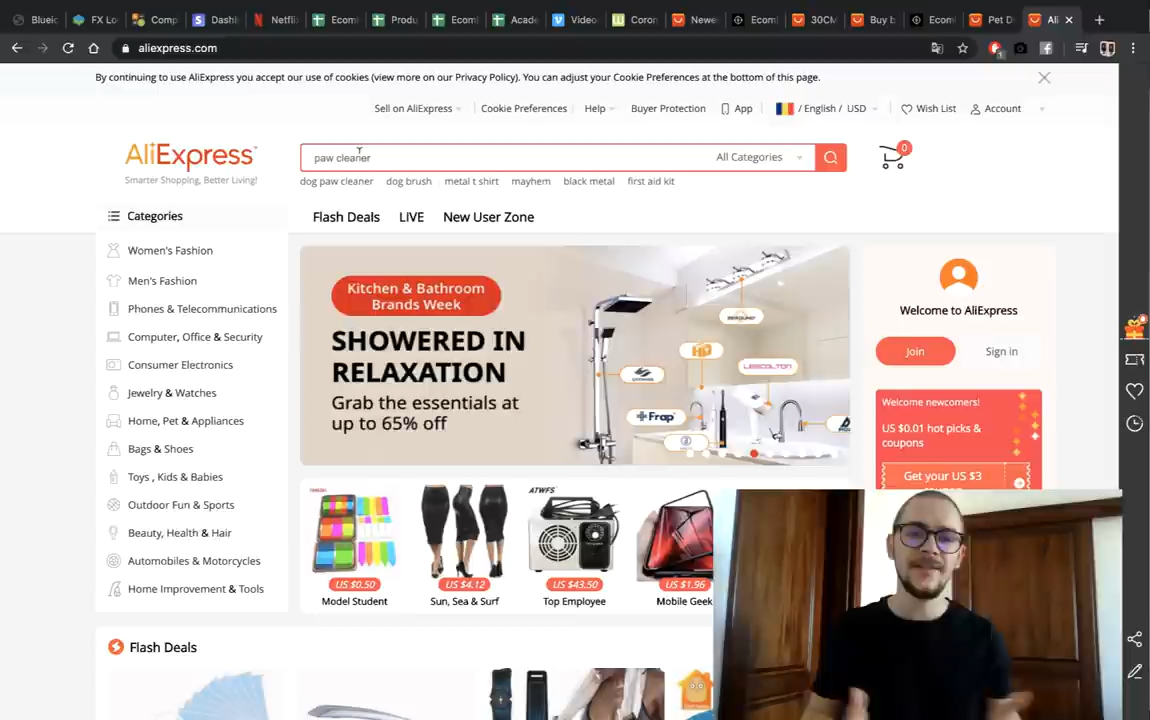 Blueic
FX Lo
Comp
Dashl
Netfli
Ecom
Produ
Ecom
Acade
Video
Coron
Newe
Ecom
30CM
Buy b
Ecom
Pet D
Ali
aliexpress.com
By continuing to use AliExpress you accept our use of cookies (view more on our Privacy Policy). You can adjust your Cookie Preferences at the bottom of this page.
Sell on AliExpress Cookie Preferences Help Buyer Protection App / English / USD Wish List Account
AliExpress
Smarter Shopping, Better Living!
paw cleaner All Categories
0
dog paw cleaner dog brush metal t shirt mayhem black metal first aid kit
Categories
Flash Deals LIVE New User Zone
Women's Fashion
Men's Fashion
Phones & Telecommunications
Computer, Office & Security
Consumer Electronics
Jewelry & Watches
Home, Pet & Appliances
Bags & Shoes
Toys , Kids & Babies
Outdoor Fun & Sports
Beauty, Health & Hair
Automobiles & Motorcycles
Home Improvement & Tools
Kitchen & Bathroom
Brands Week
SHOWERED IN
RELAXATION
Grab the essentials at
up to 65% off
Frap
Welcome to AliExpress
Join Sign in
Welcome newcomers!
US $0.01 hot picks &
coupons
Get your US $3
ATWFS
US $0.50 US $4.12 US $43.50 US $1.96
Model Student Sun, Sea & Surf Top Employee Mobile Geek
Flash Deals